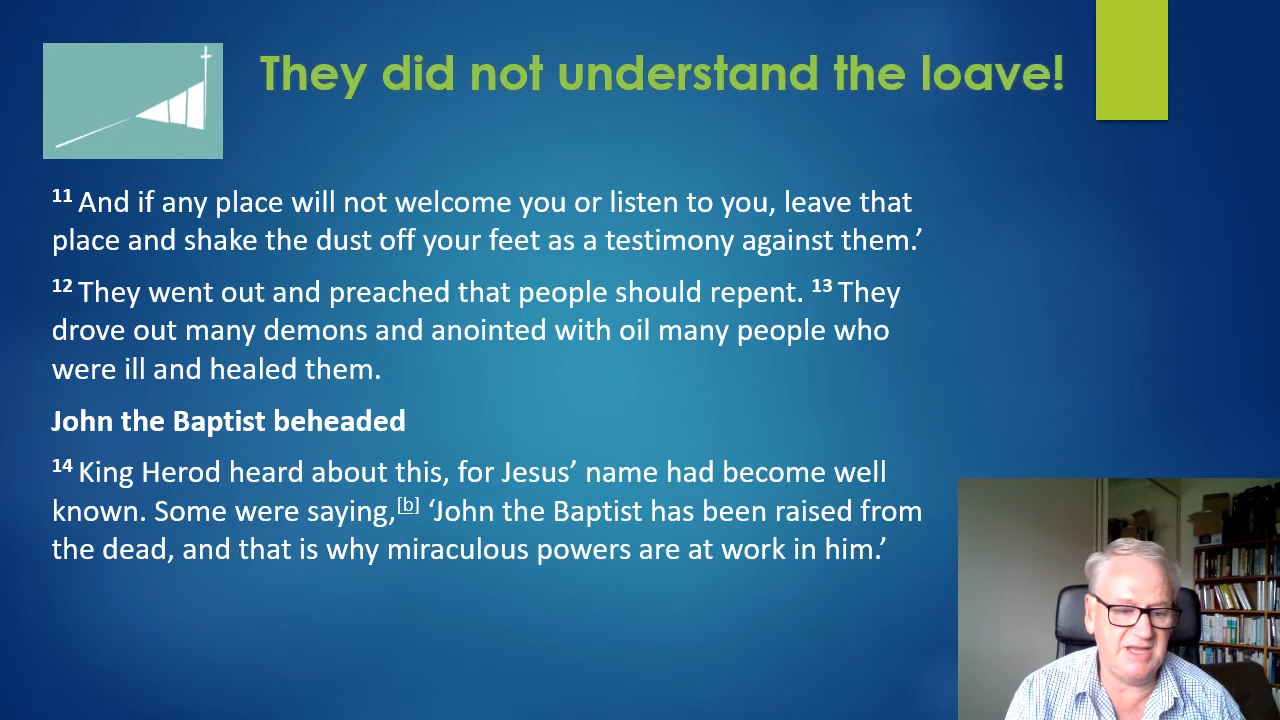 They did not understand the loave!
11 And if any place will not welcome you or listen to you, leave that
place and shake the dust off your feet as a testimony against them.’
12 They went out and preached that people should repent. 13 They
drove out many demons and anointed with oil many people who
were ill and healed them.
John the Baptist beheaded
14 King Herod heard about this, for Jesus’ name had become well
known. Some were saying,[b] ‘John the Baptist has been raised from
the dead, and that is why miraculous powers are at work in him.’